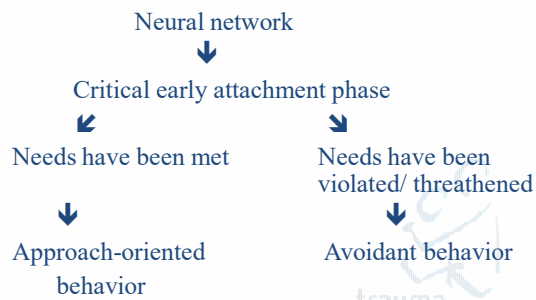 Neural network
Critical early attachment phase
Needs have been met
Needs have been
violated/ threathened
Approach-oriented
behavior
Avoidant behavior
trauma